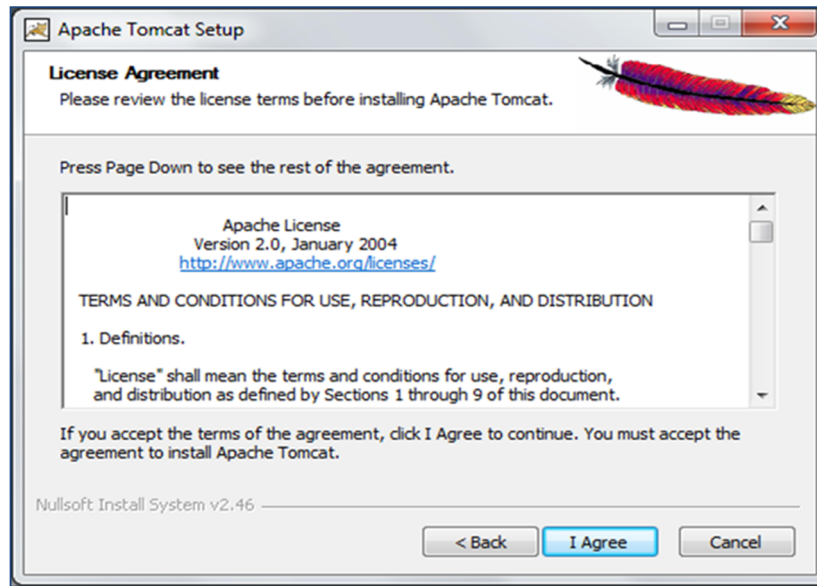 Apache Tomcat Setup
License Agreement
Please review the license terms before installing Apache Tomcat.
Press Page Down to see the rest of the agreement.
Apache License
Version 2.0, January 2004
http://www.apache.org/licenses/
TERMS AND CONDITIONS FOR USE, REPRODUCTION, AND DISTRIBUTION
1. Definitions.
"License" shall mean the terms and conditions for use, reproduction,
and distribution as defined by Sections 1 through 9 of this document.
If you accept the terms of the agreement, click I Agree to continue. You must accept the
agreement to install Apache Tomcat.
Nullsoft Install System v2.46
< Back I Agree Cancel